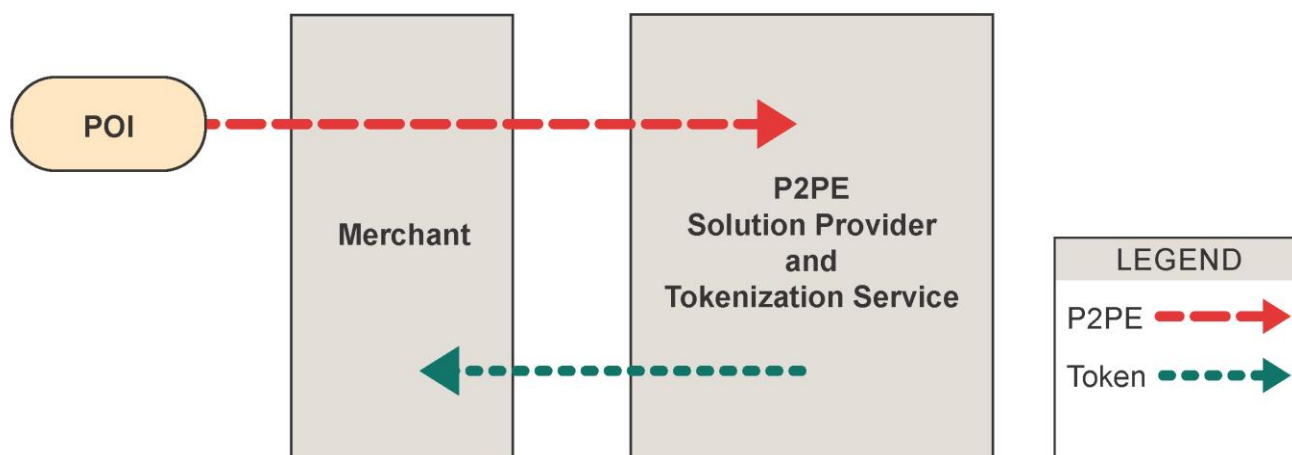 POI
Merchant
P2PE
Solution Provider
and
Tokenization Service
LEGEND
P2PE
Token